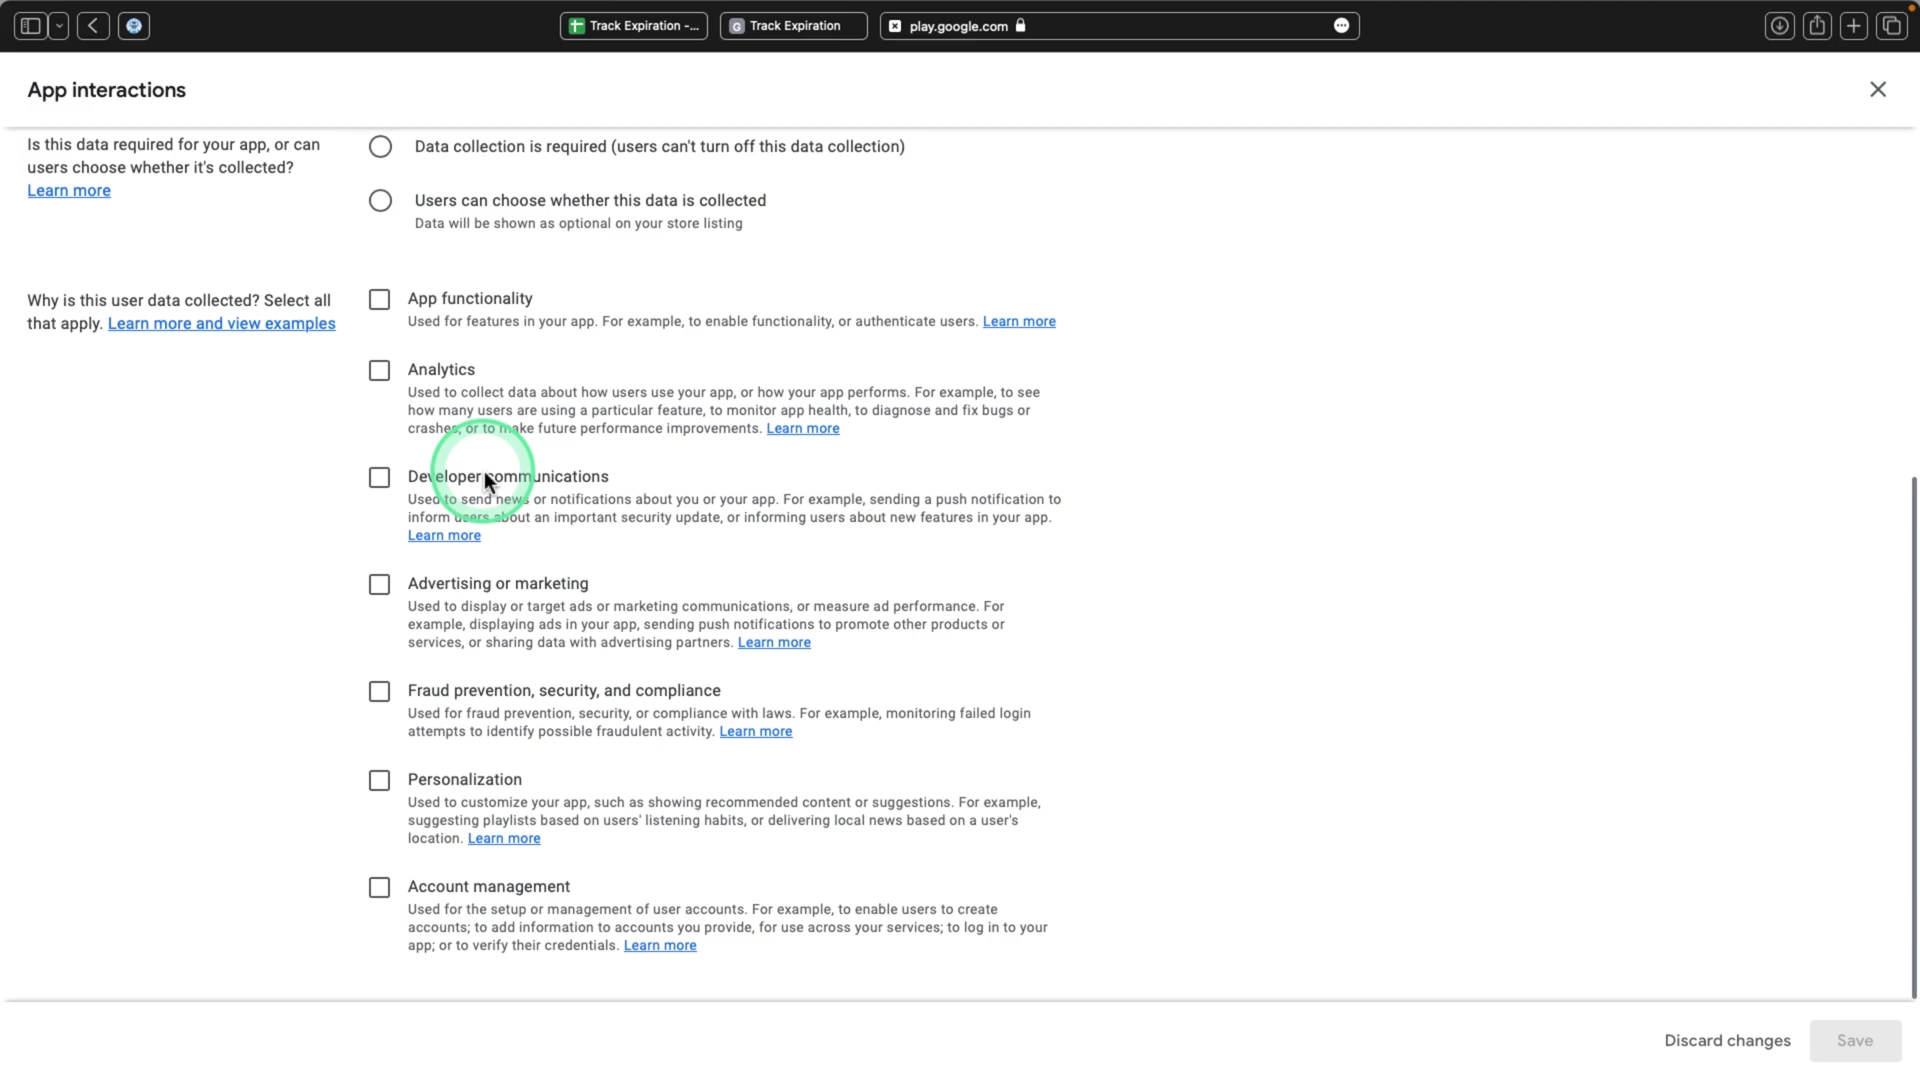 Track Expiration -...
Track Expiration
play.google.com
App interactions
Is this data required for your app, or can
users choose whether it's collected?
Learn more
Data collection is required (users can't turn off this data collection)
Users can choose whether this data is collected
Data will be shown as optional on your store listing
Why is this user data collected? Select all
that apply. Learn more and view examples
App functionality
Used for features in your app. For example, to enable functionality, or authenticate users. Learn more
Analytics
Used to collect data about how users use your app, or how your app performs. For example, to see
how many users are using a particular feature, to monitor app health, to diagnose and fix bugs or
crashes, or to make future performance improvements. Learn more
Developer communications
Used to send news or notifications about you or your app. For example, sending a push notification to
inform users about an important security update, or informing users about new features in your app.
Learn more
Advertising or marketing
Used to display or target ads or marketing communications, or measure ad performance. For
example, displaying ads in your app, sending push notifications to promote other products or
services, or sharing data with advertising partners. Learn more
Fraud prevention, security, and compliance
Used for fraud prevention, security, or compliance with laws. For example, monitoring failed login
attempts to identify possible fraudulent activity. Learn more
Personalization
Used to customize your app, such as showing recommended content or suggestions. For example,
suggesting playlists based on users' listening habits, or delivering local news based on a user's
location. Learn more
Account management
Used for the setup or management of user accounts. For example, to enable users to create
accounts; to add information to accounts you provide, for use across your services; to log in to your
app; or to verify their credentials. Learn more
Discard changes
Save